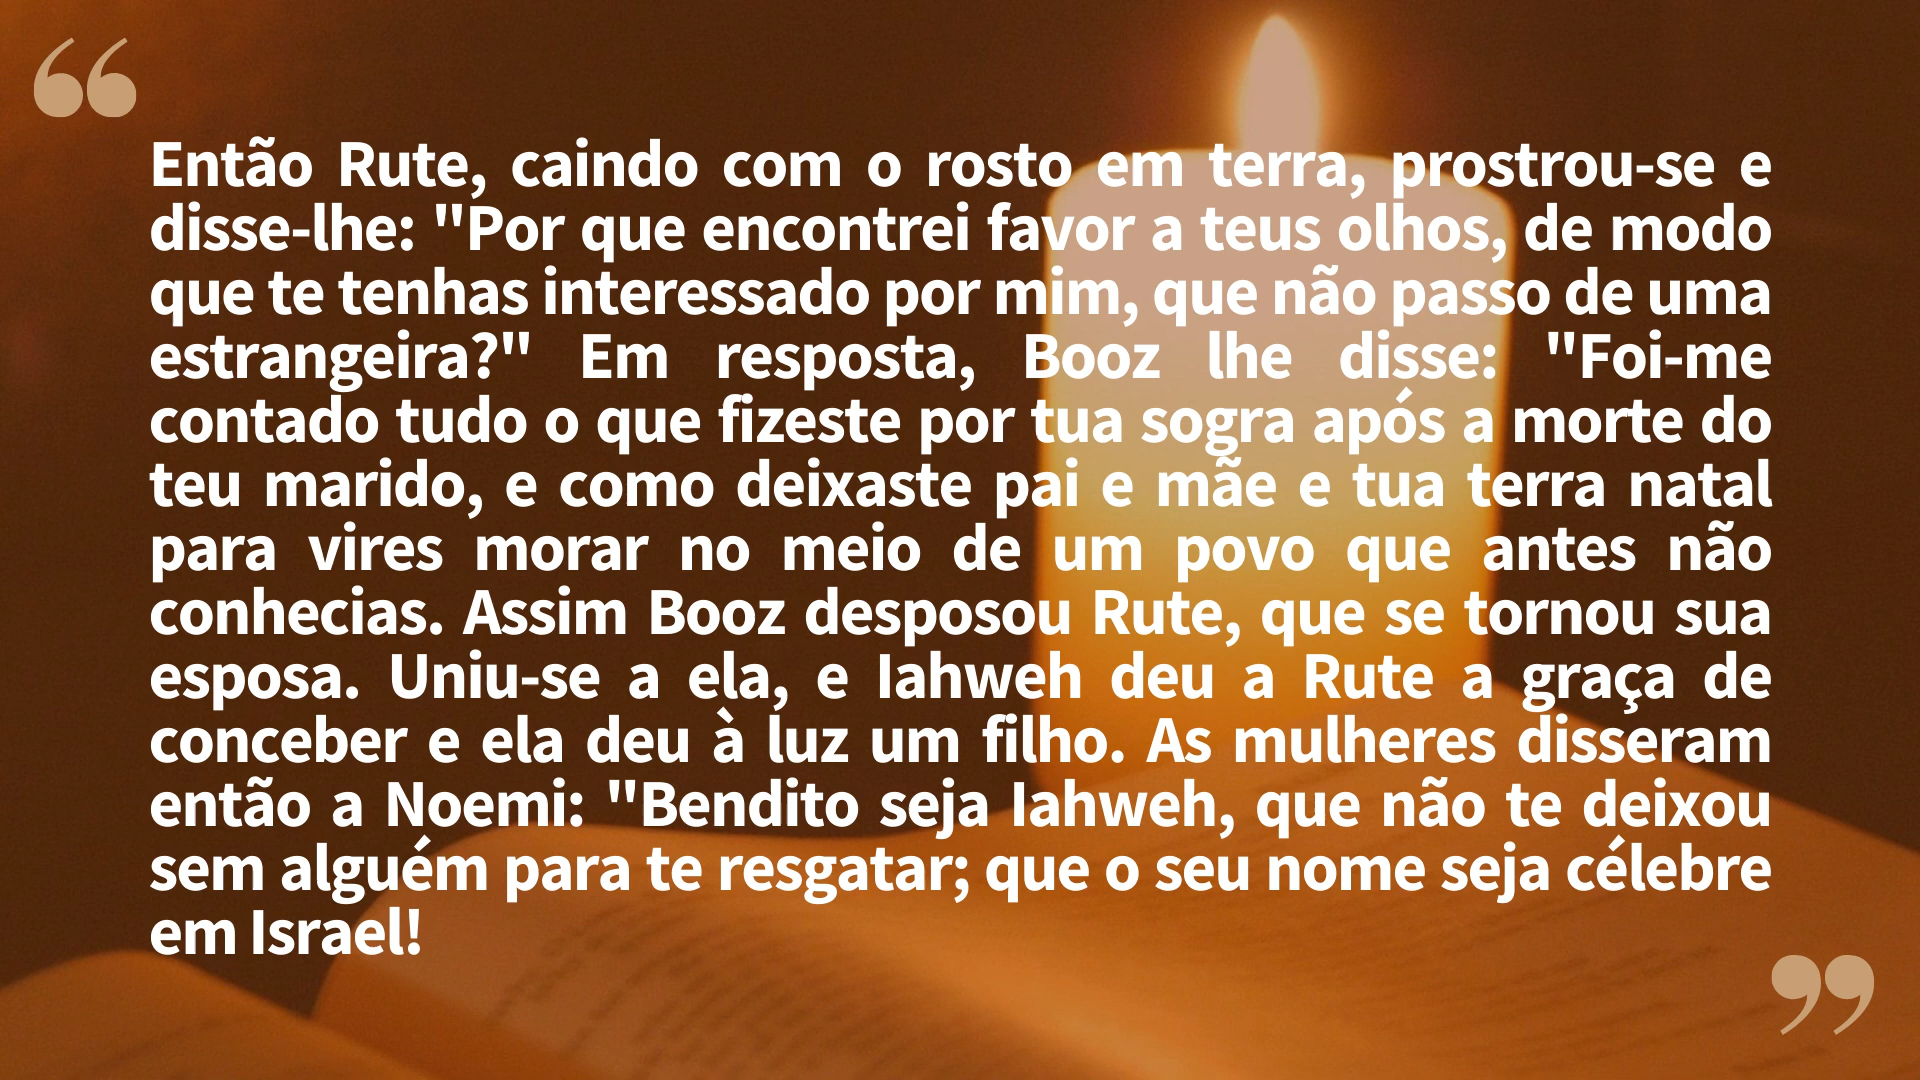 “
Então Rute, caindo com o rosto em terra, prostrou-se e
disse-lhe: "Por que encontrei favor a teus olhos, de modo
que te tenhas interessado por mim, que não passo de uma
estrangeira?" Em resposta, Booz lhe disse: "Foi-me
contado tudo o que fizeste por tua sogra após a morte do
teu marido, e como deixaste pai e mãe e tua terra natal
para vires morar no meio de um povo que antes não
conhecias. Assim Booz desposou Rute, que se tornou sua
esposa. Uniu-se a ela, e Iahweh deu a Rute a graça de
conceber e ela deu à luz um filho. As mulheres disseram
então a Noemi: "Bendito seja Iahweh, que não te deixou
sem alguém para te resgatar; que o seu nome seja célebre
em Israel!
”